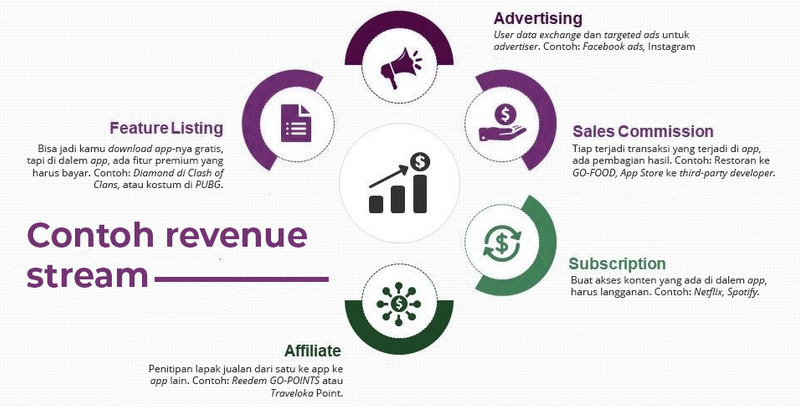 Advertising
User data exchange dan targeted ads untuk
advertiser. Contoh: Facebook ads, Instagram
Feature Listing
Bisa jadi kamu download app-nya gratis,
tapi di dalem app, ada fitur premium yang
harus bayar. Contoh: Diamond di Clash of
Clans, atau kostum di PUBG.
Sales Commission
Tiap terjadi transaksi yang terjadi di app,
ada pembagian hasil. Contoh: Restoran ke
GO-FOOD, App Store ke third-party developer.
Contoh revenue
stream
Subscription
Buat akses konten yang ada di dalem app,
harus langganan. Contoh: Netflix, Spotify.
Affiliate
Penitipan lapak jualan dari satu ke app ke
app lain. Contoh: Reedem GO-POINTS atau
Traveloka Point.